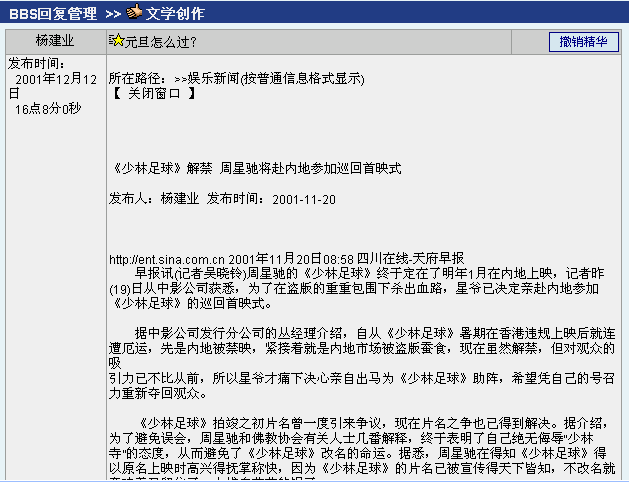 BBS回复管理 >> 文学创作
杨建业
元旦怎么过?
撤销精华
发布时间：
2001年12月12
日
16点8分0秒
所在路径：>>娱乐新闻(按普通信息格式显示)
【 关闭窗口 】
《少林足球》解禁 周星驰将赴内地参加巡回首映式
发布人：杨建业 发布时间：2001-11-20
http://ent.sina.com.cn 2001年11月20日08:58 四川在线-天府早报
早报讯(记者吴晓铃)周星驰的《少林足球》终于定在了明年1月在内地上映，记者昨
(19)日从中影公司获悉，为了在盗版的重重包围下杀出血路，星爷已决定亲赴内地参加
《少林足球》的巡回首映式。
据中影公司发行分公司的丛经理介绍，自从《少林足球》暑期在香港违规上映后就连
遭厄运，先是内地被禁映，紧接着就是内地市场被盗版蚕食，现在虽然解禁，但对观众的
吸
引力已不比从前，所以星爷才痛下决心亲自出马为《少林足球》助阵，希望凭自己的号召
力重新夺回观众。
《少林足球》拍竣之初片名曾一度引来争议，现在片名之争也已得到解决。据介绍，
为了避免误会，周星驰和佛教协会有关人士几番解释，终于表明了自己绝无侮辱"少林
寺"的态度，从而避免了《少林足球》改名的命运。据悉，周星驰在得知《少林足球》得
以原名上映时高兴得抚掌称快，因为《少林足球》的片名已被宣传得天下皆知，不改名就